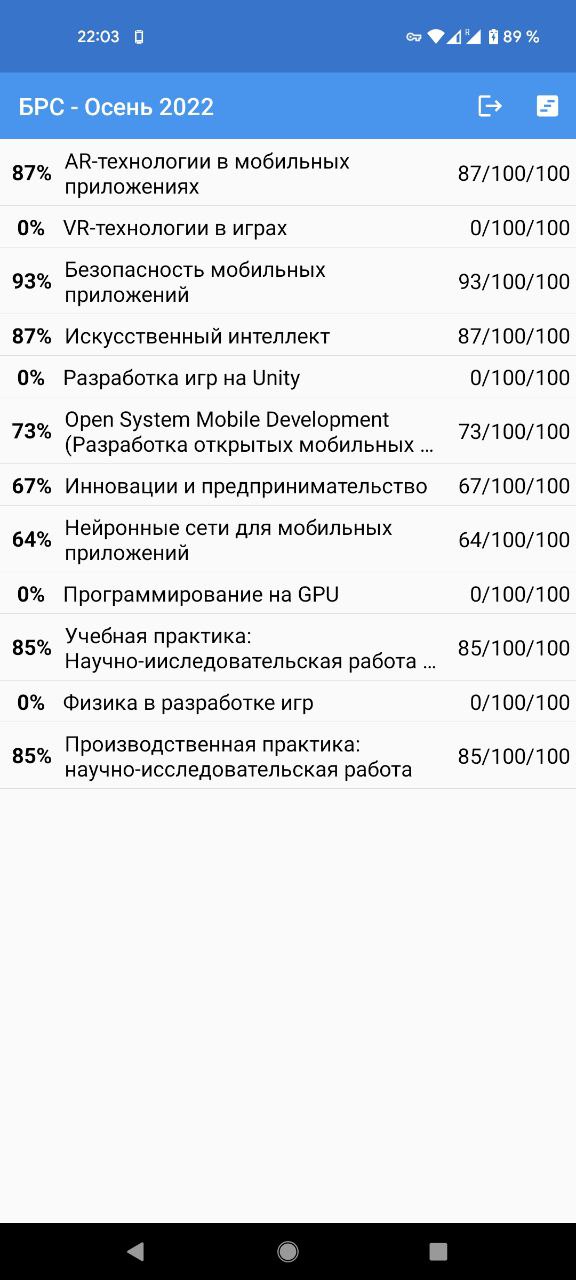 22:03 89 %
БРС - Осень 2022
87% AR-технологии в мобильных
приложениях 87/100/100
0% VR-технологии в играх 0/100/100
93% Безопасность мобильных
приложений 93/100/100
87% Искусственный интеллект 87/100/100
0% Разработка игр на Unity 0/100/100
73% Open System Mobile Development
(Разработка открытых мобильных ... 73/100/100
67% Инновации и предпринимательство 67/100/100
64% Нейронные сети для мобильных
приложений 64/100/100
0% Программирование на GPU 0/100/100
85% Учебная практика:
Научно-ииследовательская работа ... 85/100/100
0% Физика в разработке игр 0/100/100
85% Производственная практика:
научно-исследовательская работа 85/100/100